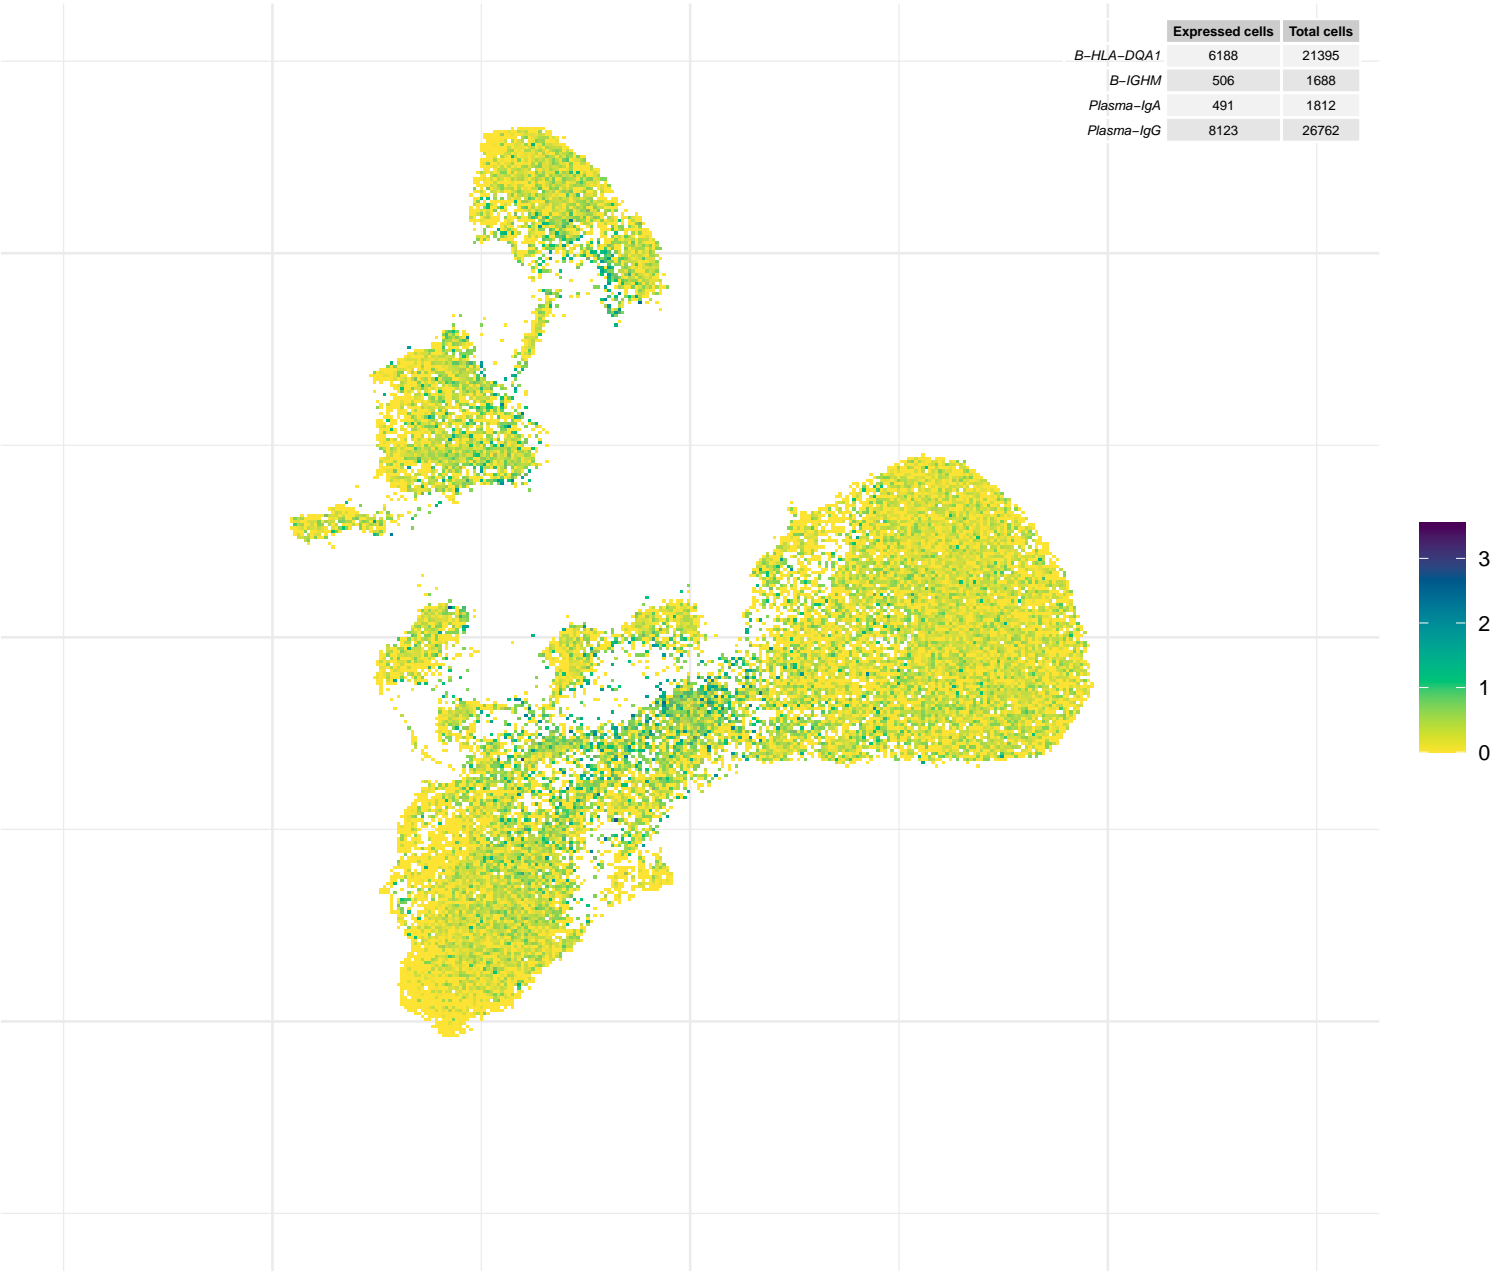 Expressed cells Total cells
B−HLA−DQA1 6188 21395
B−IGHM 506 1688
Plasma−IgA 491 1812
Plasma−IgG 8123 26762
3
2
1
0